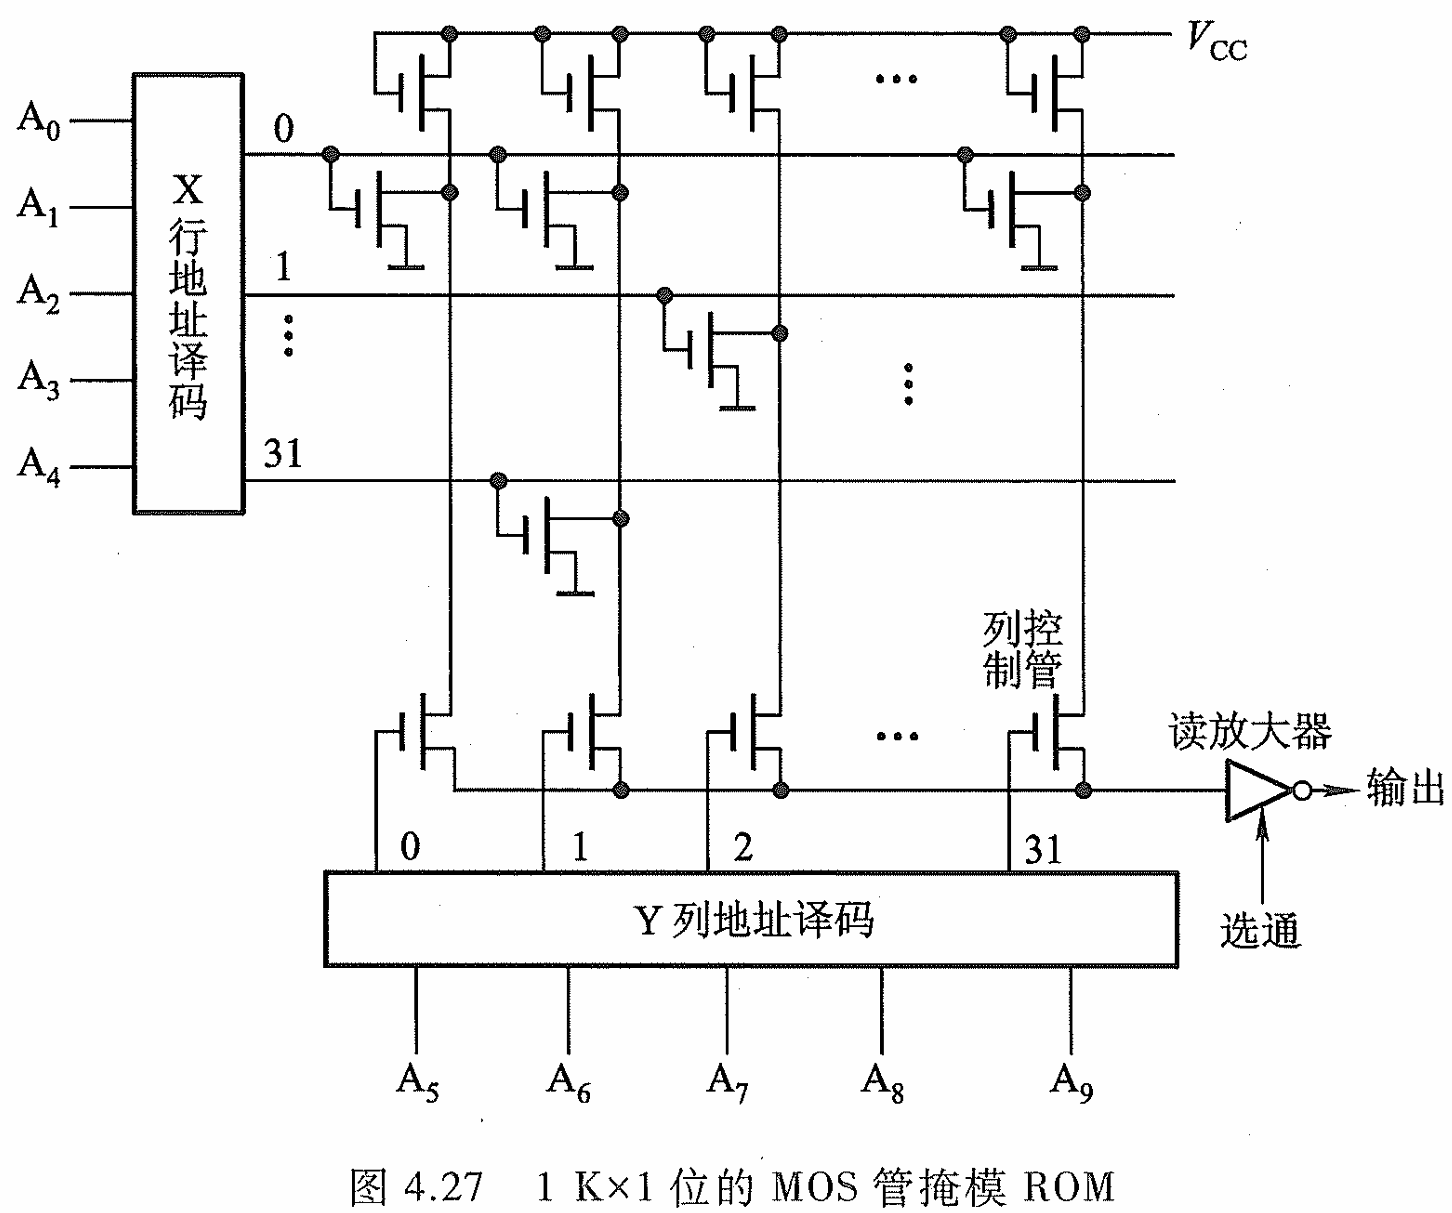 V_CC
A_0
0
A_1
X
行
地
址
译
码
1
A_2
A_3
31
A_4
列控
制管
读放大器
输出
0
1
2
31
Y 列地址译码
选通
A_5
A_6
A_7
A_8
A_9
图 4.27 1 K×1 位的 MOS 管掩模 ROM